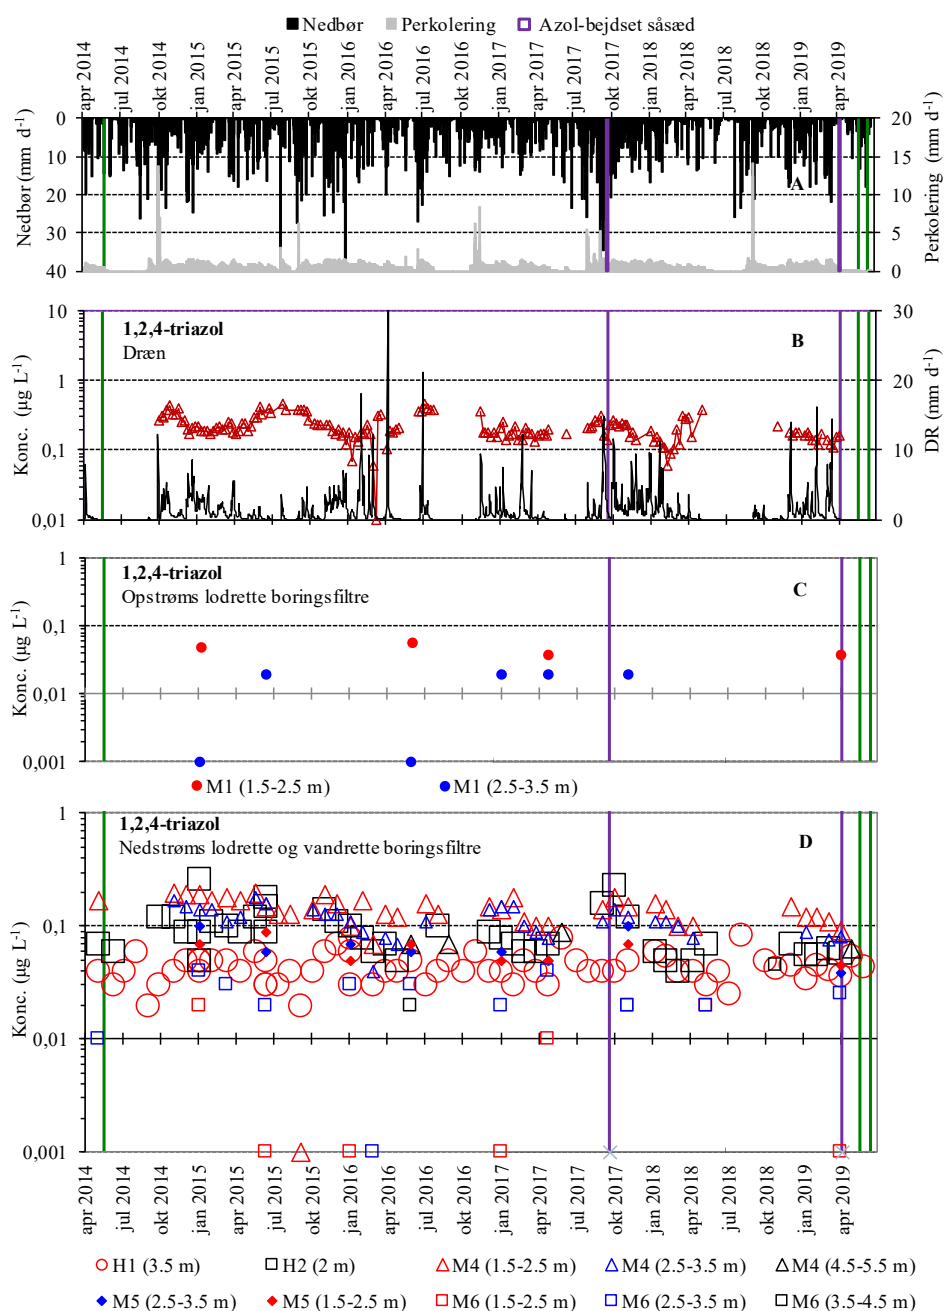 Nedbør Perkolering Azol-bejdset såsæd
apr 2014 jul 2014 okt 2014 jan 2015 apr 2015 jul 2015 okt 2015 jan 2016 apr 2016 jul 2016 okt 2016 jan 2017 apr 2017 jul 2017 okt 2017 jan 2018 apr 2018 jul 2018 okt 2018 jan 2019 apr 2019
Nedbør (mm d-1)
0
10
20
30
40
A
20
15
10
5
0
Perkolering (mm d-1)
Konc. (µg L-1)
10
1
0,1
0,01
1,2,4-triazol
Dræn
B
30
20
10
0
DR (mm d-1)
Konc. (µg L-1)
1
0,1
0,01
0,001
1,2,4-triazol
Opstrøms lodrette boringsfiltre
C
M1 (1.5-2.5 m) M1 (2.5-3.5 m)
Konc. (µg L-1)
1
0,1
0,01
0,001
1,2,4-triazol
Nedstrøms lodrette og vandrette boringsfiltre
D
apr 2014 jul 2014 okt 2014 jan 2015 apr 2015 jul 2015 okt 2015 jan 2016 apr 2016 jul 2016 okt 2016 jan 2017 apr 2017 jul 2017 okt 2017 jan 2018 apr 2018 jul 2018 okt 2018 jan 2019 apr 2019
H1 (3.5 m) H2 (2 m) M4 (1.5-2.5 m) M4 (2.5-3.5 m) M4 (4.5-5.5 m)
M5 (2.5-3.5 m) M5 (1.5-2.5 m) M6 (1.5-2.5 m) M6 (2.5-3.5 m) M6 (3.5-4.5 m)